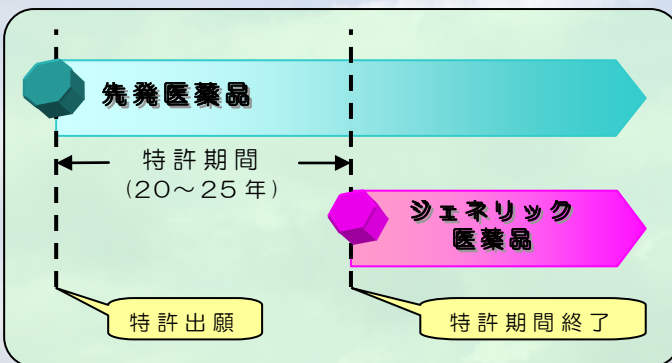 先発医薬品
特許期間
(20～25年)
ジェネリック
医薬品
特許出願
特許期間終了